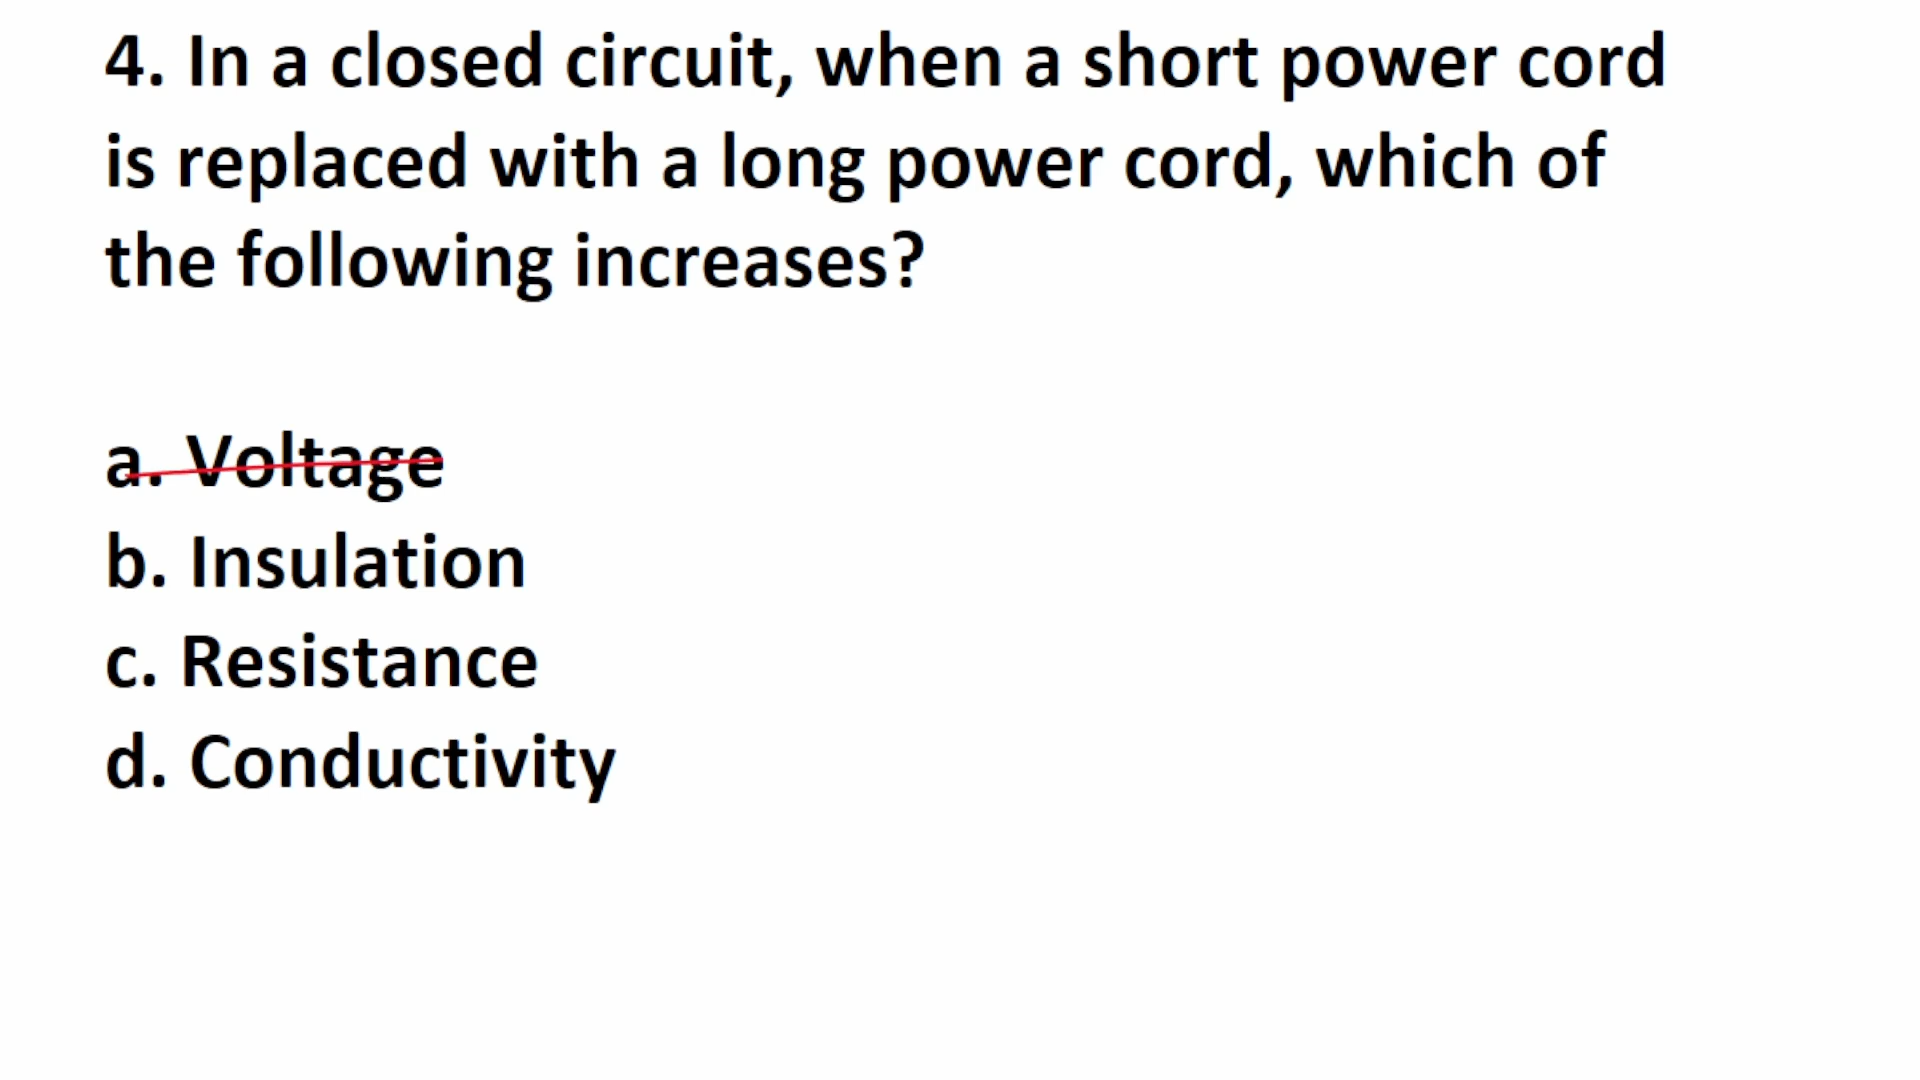 4. In a closed circuit, when a short power cord
is replaced with a long power cord, which of
the following increases?
a. Voltage
b. Insulation
c. Resistance
d. Conductivity